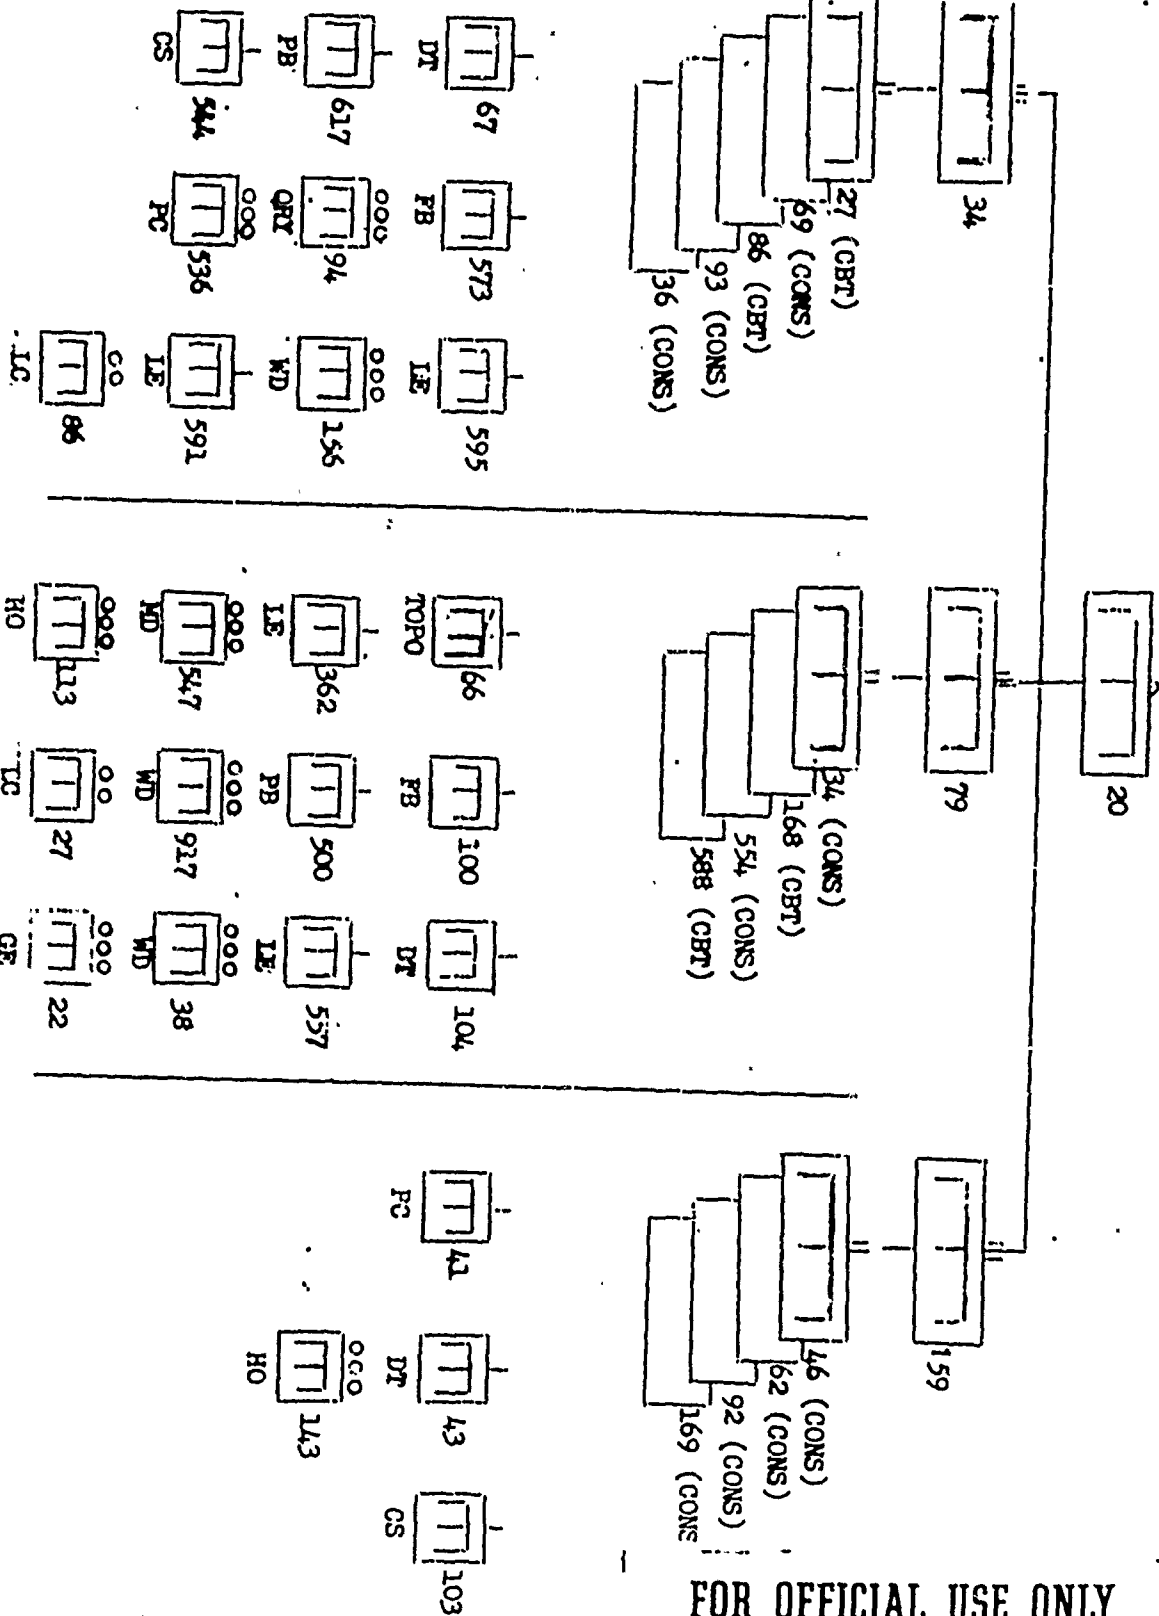 20
34
79
159
27 (CBT)
69 (CONS)
86 (CBT)
93 (CONS)
36 (CONS)
34 (CONS)
168 (CBT)
554 (CONS)
588 (CBT)
46 (CONS)
62 (CONS)
92 (CONS)
169 (CONS
67 573 595
DT FB LE
617 94 156
PB QRY WD
544 536 591
CS PC LE
86
LC
66 100 104
TOPO FB DT
362 500 557
LE PB LE
547 917 38
WD WD WD
113 27 22
HO LC
41 43 103
PC DT CS
143
HO
FOR OFFICIAL USE ONLY